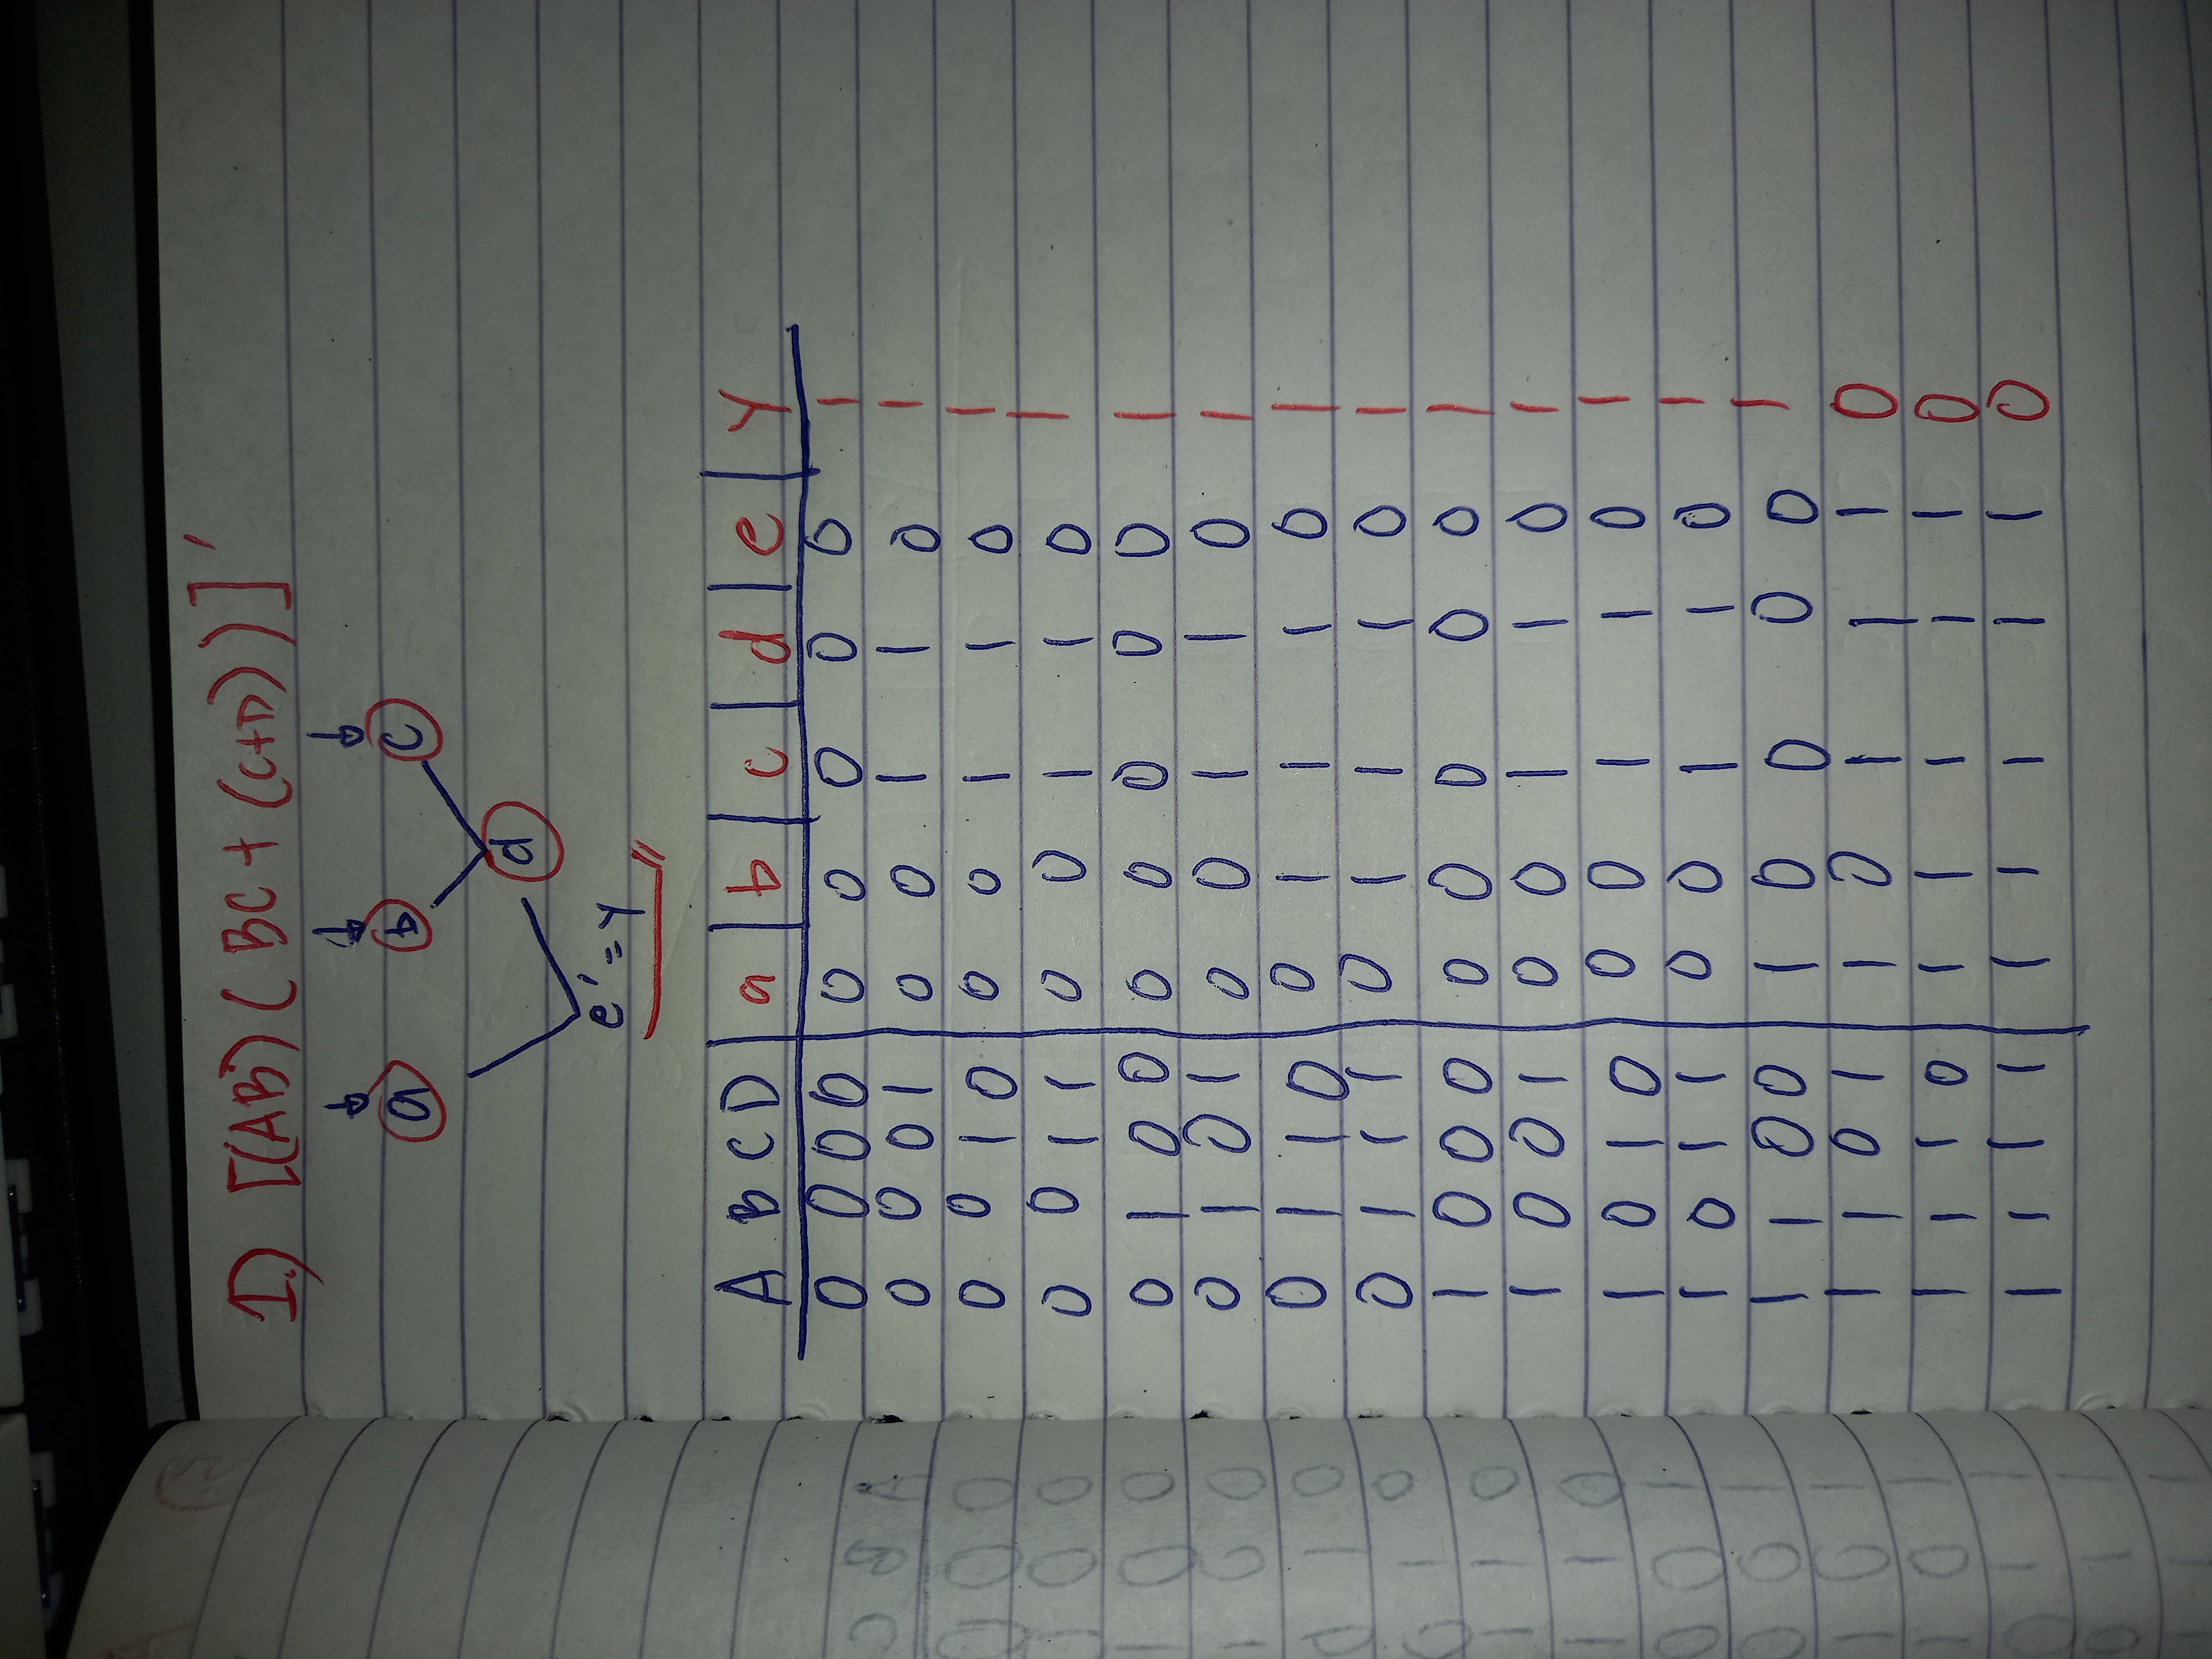 1.) [(AB)(BC+(C+D))]'
a b c
d
e'=Y
A B C D | a | b | c | d | e | Y
0 0 0 0 0 0 0 0 0 1
0 0 0 1 0 0 1 1 0 1
0 0 1 0 0 0 1 1 0 1
0 0 1 1 0 0 1 1 0 1
0 1 0 0 0 0 0 0 0 1
0 1 0 1 0 0 1 1 0 1
0 1 1 0 0 1 1 1 0 1
0 1 1 1 0 1 1 1 0 1
1 0 0 0 0 0 0 0 0 1
1 0 0 1 0 0 1 1 0 1
1 0 1 0 0 0 1 1 0 1
1 0 1 1 0 0 1 1 0 1
1 1 0 0 1 0 0 0 0 1
1 1 0 1 1 0 1 1 1 0
1 1 1 0 1 1 1 1 1 0
1 1 1 1 1 1 1 1 1 0